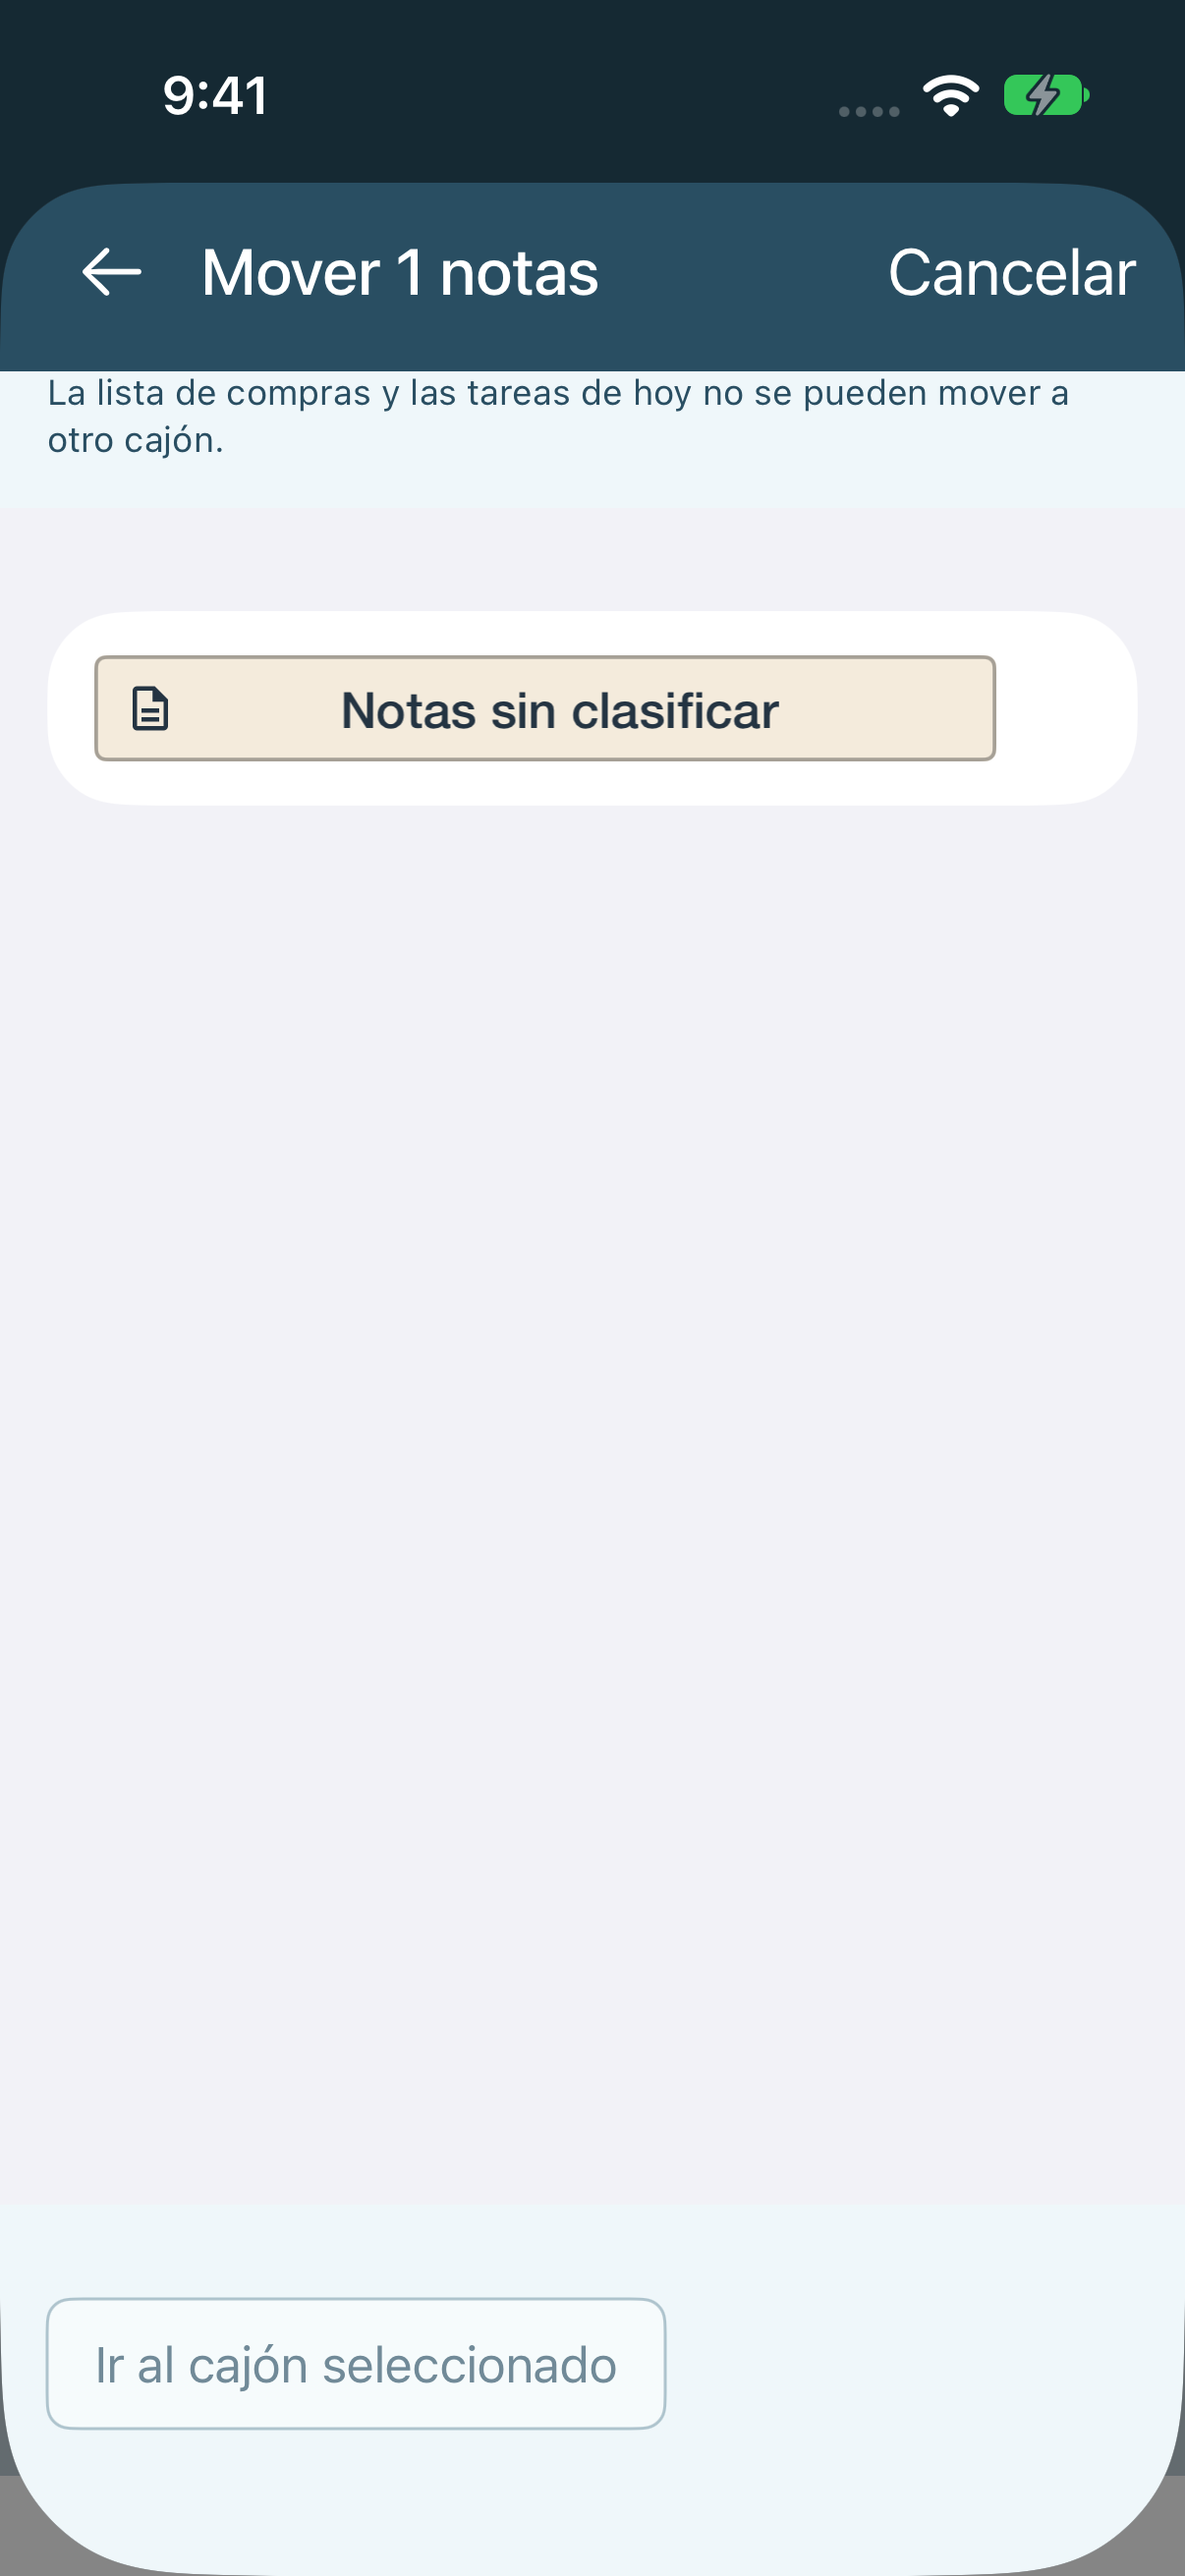 9:41
Mover 1 notas
Cancelar
La lista de compras y las tareas de hoy no se pueden mover a
otro cajón.
Notas sin clasificar
Ir al cajón seleccionado